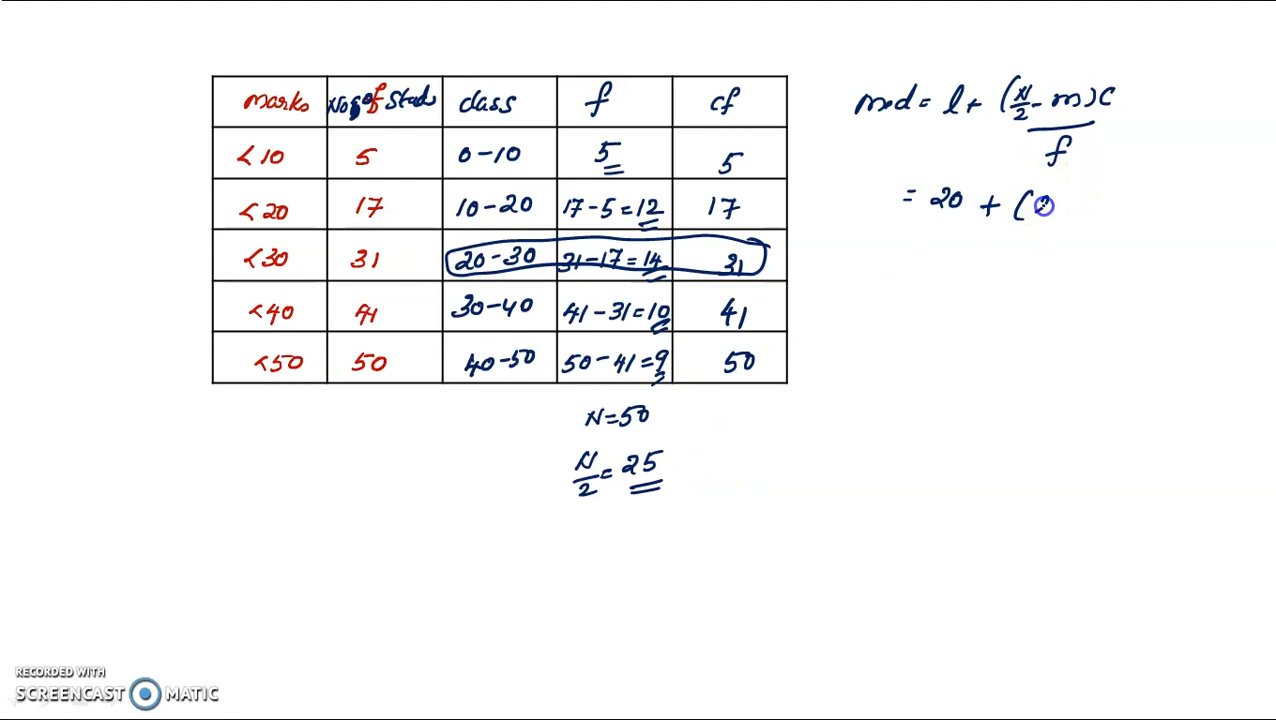 marks No. of Stud class f cf
<10 5 0-10 5 5
<20 17 10-20 17-5=12 17
<30 31 20-30 31-17=14 31
<40 41 30-40 41-31=10 41
<50 50 40-50 50-41=9 50
N=50
N/2=25
med = l + (N/2 - m)C / f
= 20 + (2
RECORDED WITH
SCREENCAST MATIC